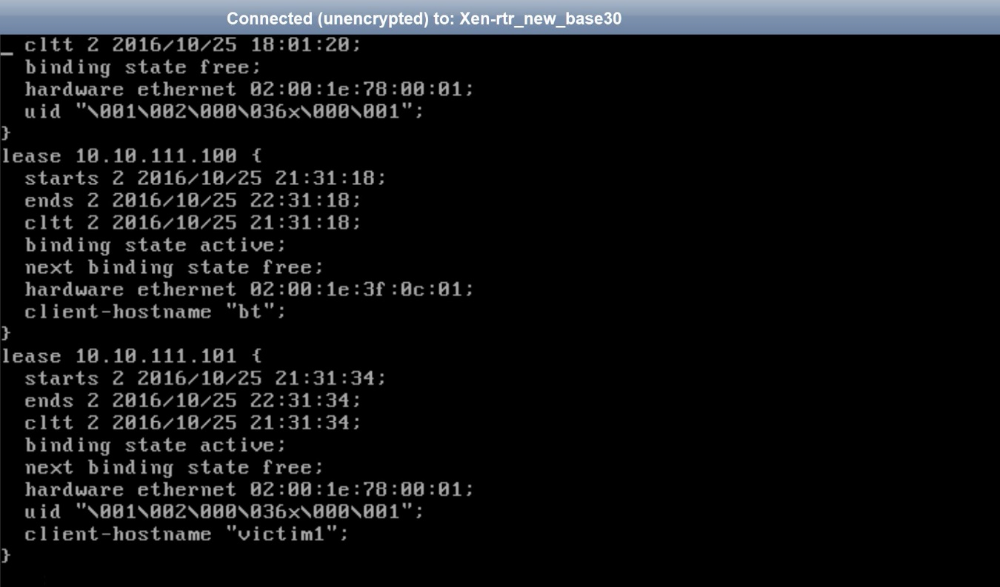 Connected (unencrypted) to: Xen-rtr_new_base30
_ cltt 2 2016/10/25 18:01:20;
  binding state free;
  hardware ethernet 02:00:1e:78:00:01;
  uid "\001\002\000\036x\000\001";
}
lease 10.10.111.100 {
  starts 2 2016/10/25 21:31:18;
  ends 2 2016/10/25 22:31:18;
  cltt 2 2016/10/25 21:31:18;
  binding state active;
  next binding state free;
  hardware ethernet 02:00:1e:3f:0c:01;
  client-hostname "bt";
}
lease 10.10.111.101 {
  starts 2 2016/10/25 21:31:34;
  ends 2 2016/10/25 22:31:34;
  cltt 2 2016/10/25 21:31:34;
  binding state active;
  next binding state free;
  hardware ethernet 02:00:1e:78:00:01;
  uid "\001\002\000\036x\000\001";
  client-hostname "victim1";
}